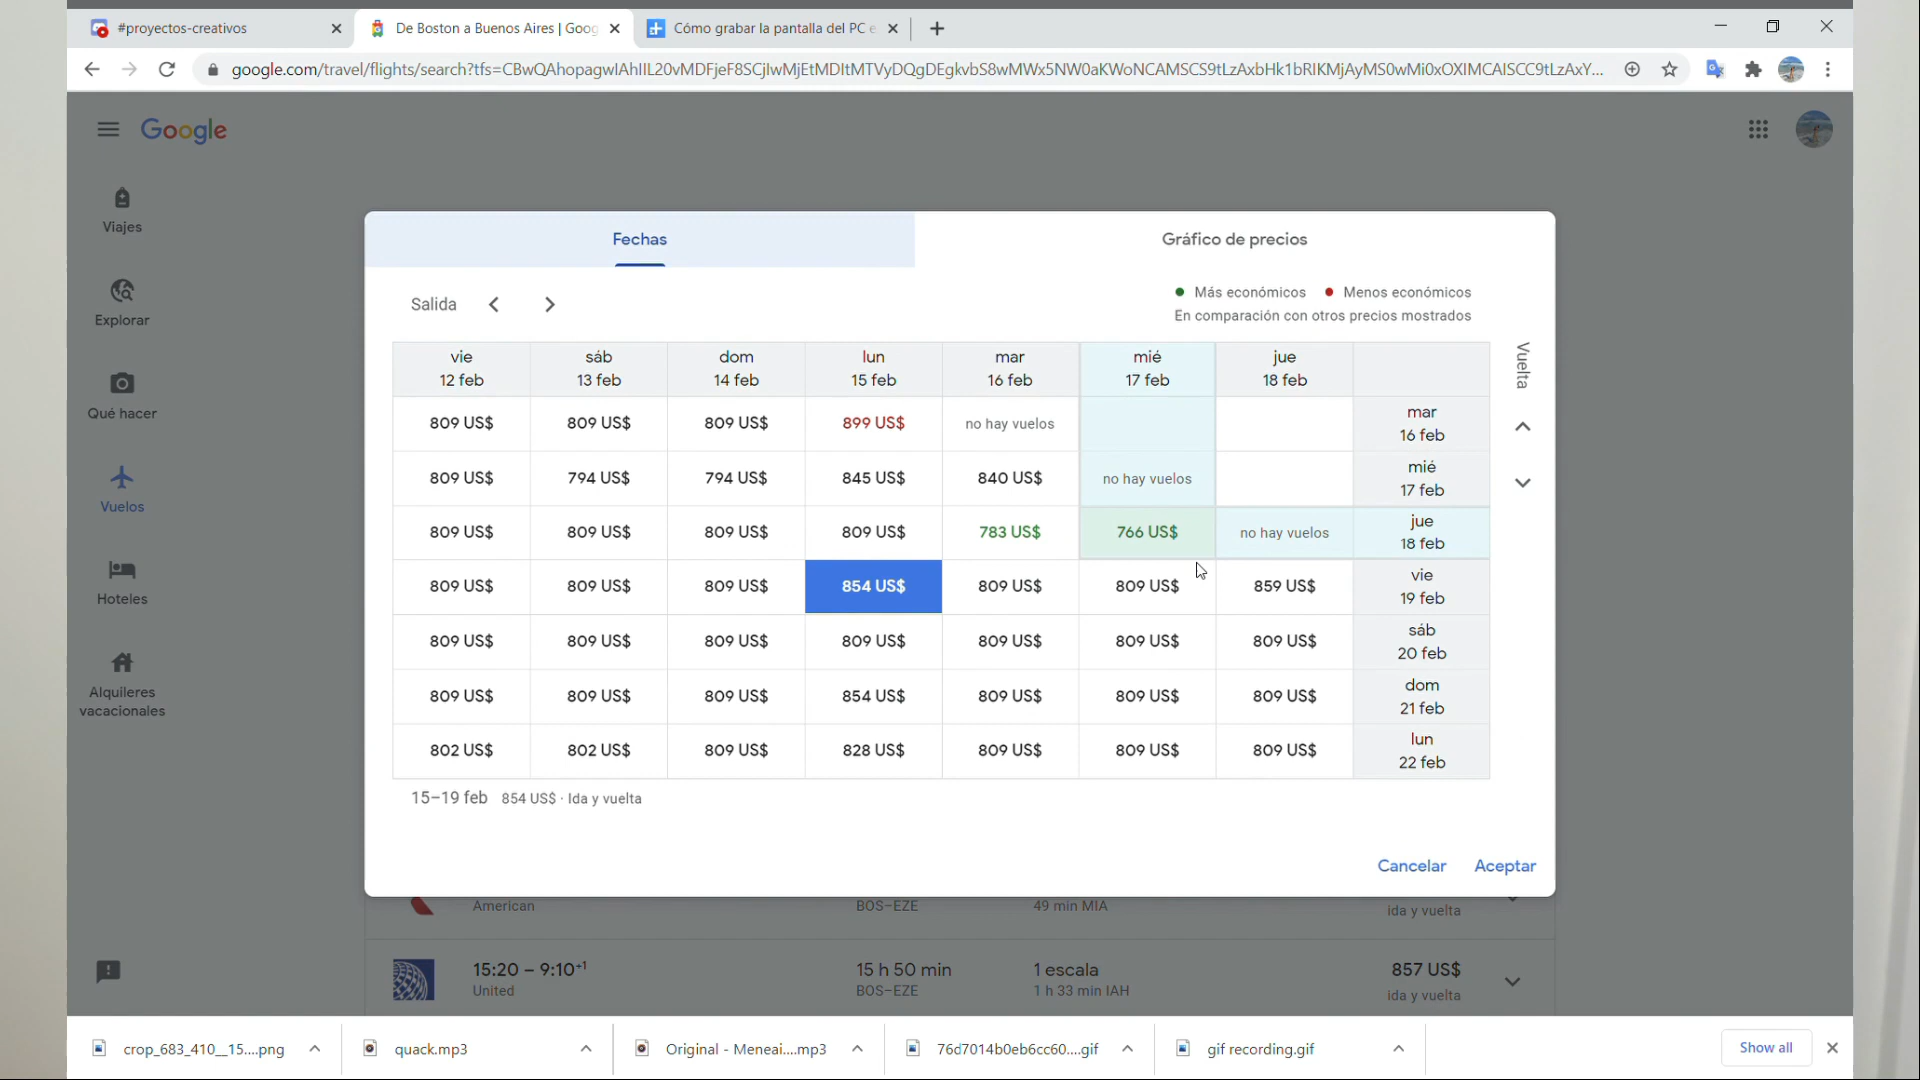 #proyectos-creativos
De Boston a Buenos Aires | Goog
Cómo grabar la pantalla del PC e
google.com/travel/flights/search?tfs=CBwQAhopagwIAhIIL20vMDFjeF8SCjIwMjEtMDItMTVyDQgDEgkvbS8wMWx5NW0aKWoNCAMSCS9tLzAxbHk1bRIKMjAyMS0wMi0xOXIMCAISCC9tLzAxY...
Google
Viajes
Explorar
Qué hacer
Vuelos
Hoteles
Alquileres
vacacionales
Fechas
Gráfico de precios
Salida
Más económicos Menos económicos
En comparación con otros precios mostrados
vie sáb dom lun mar mié jue
12 feb 13 feb 14 feb 15 feb 16 feb 17 feb 18 feb
Vuelta
809 US$ 809 US$ 809 US$ 899 US$ no hay vuelos mar
16 feb
809 US$ 794 US$ 794 US$ 845 US$ 840 US$ no hay vuelos mié
17 feb
809 US$ 809 US$ 809 US$ 809 US$ 783 US$ 766 US$ no hay vuelos jue
18 feb
809 US$ 809 US$ 809 US$ 854 US$ 809 US$ 809 US$ 859 US$ vie
19 feb
809 US$ 809 US$ 809 US$ 809 US$ 809 US$ 809 US$ 809 US$ sáb
20 feb
809 US$ 809 US$ 809 US$ 854 US$ 809 US$ 809 US$ 809 US$ dom
21 feb
802 US$ 802 US$ 809 US$ 828 US$ 809 US$ 809 US$ 809 US$ lun
22 feb
15–19 feb 854 US$ · Ida y vuelta
Cancelar Aceptar
American BOS–EZE 49 min MIA ida y vuelta
15:20 – 9:10+1 15 h 50 min 1 escala 857 US$
United BOS–EZE 1 h 33 min IAH ida y vuelta
crop_683_410__15....png
quack.mp3
Original - Meneai....mp3
76d7014b0eb6cc60....gif
gif recording.gif
Show all